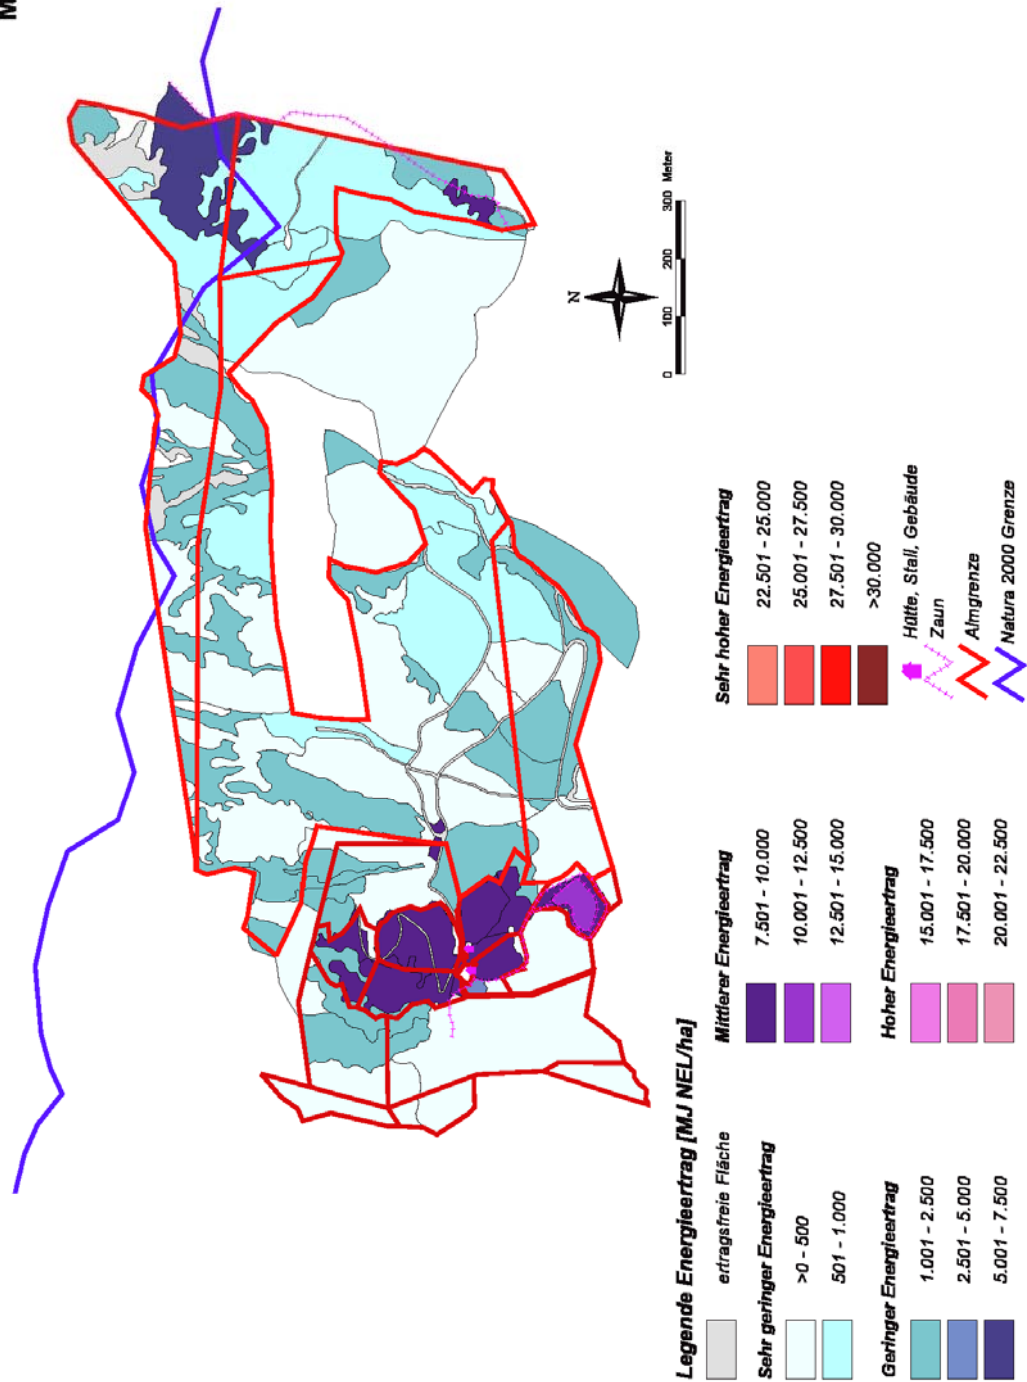 M
N
0 100 200 300 Meter
Legende Energieertrag [MJ NEL/ha]
ertragsfreie Fläche
Sehr geringer Energieertrag
>0 - 500
501 - 1.000
Geringer Energieertrag
1.001 - 2.500
2.501 - 5.000
5.001 - 7.500
Mittlerer Energieertrag
7.501 - 10.000
10.001 - 12.500
12.501 - 15.000
Hoher Energieertrag
15.001 - 17.500
17.501 - 20.000
20.001 - 22.500
Sehr hoher Energieertrag
22.501 - 25.000
25.001 - 27.500
27.501 - 30.000
>30.000
Hütte, Stall, Gebäude
Zaun
Almgrenze
Natura 2000 Grenze